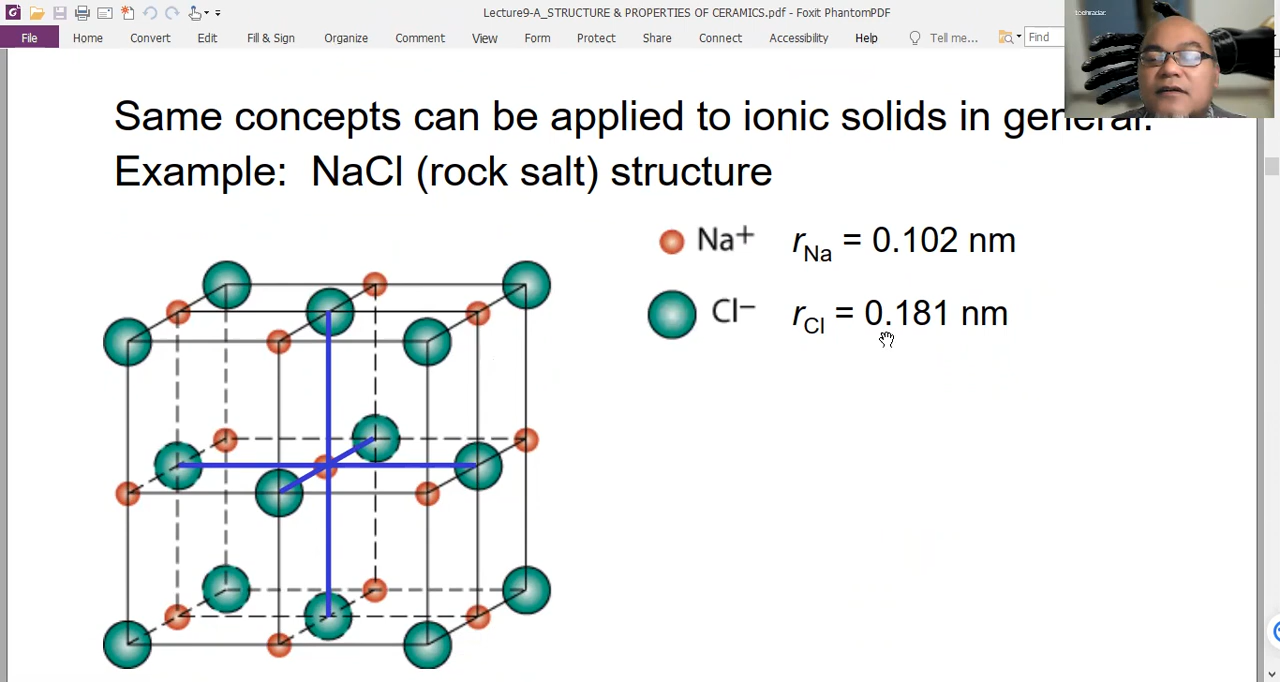 Lecture9-A_STRUCTURE & PROPERTIES OF CERAMICS.pdf - Foxit PhantomPDF
File Home Convert Edit Fill & Sign Organize Comment View Form Protect Share Connect Accessibility Help Tell me... Find
Same concepts can be applied to ionic solids in general.
Example: NaCl (rock salt) structure
Na+ rNa = 0.102 nm
Cl− rCl = 0.181 nm